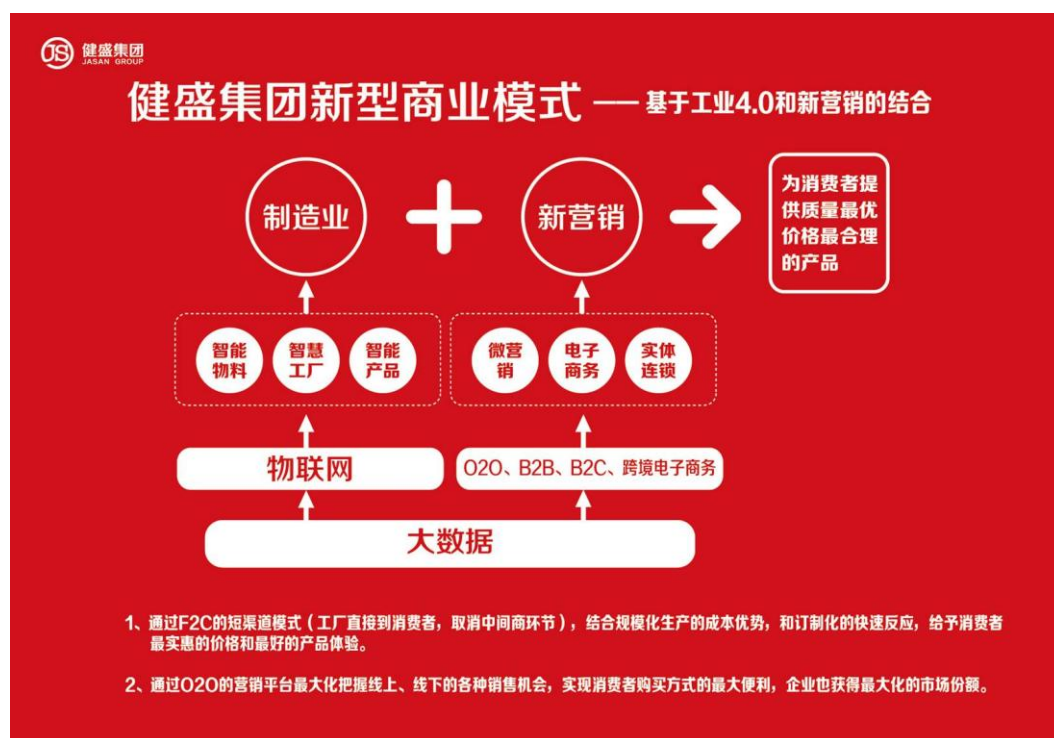 JS 健盛集团
JASAN GROUP
健盛集团新型商业模式 —— 基于工业4.0和新营销的结合
制造业
新营销
为消费者提
供质量最优
价格最合理
的产品
智能
物料
智慧
工厂
智能
产品
微营
销
电子
商务
实体
连锁
物联网
O2O、B2B、B2C、跨境电子商务
大数据
1、通过F2C的短渠道模式（工厂直接到消费者，取消中间商环节），结合规模化生产的成本优势，和订制化的快速反应，给予消费者
最实惠的价格和最好的产品体验。
2、通过O2O的营销平台最大化把握线上、线下的各种销售机会，实现消费者购买方式的最大便利，企业也获得最大化的市场份额。